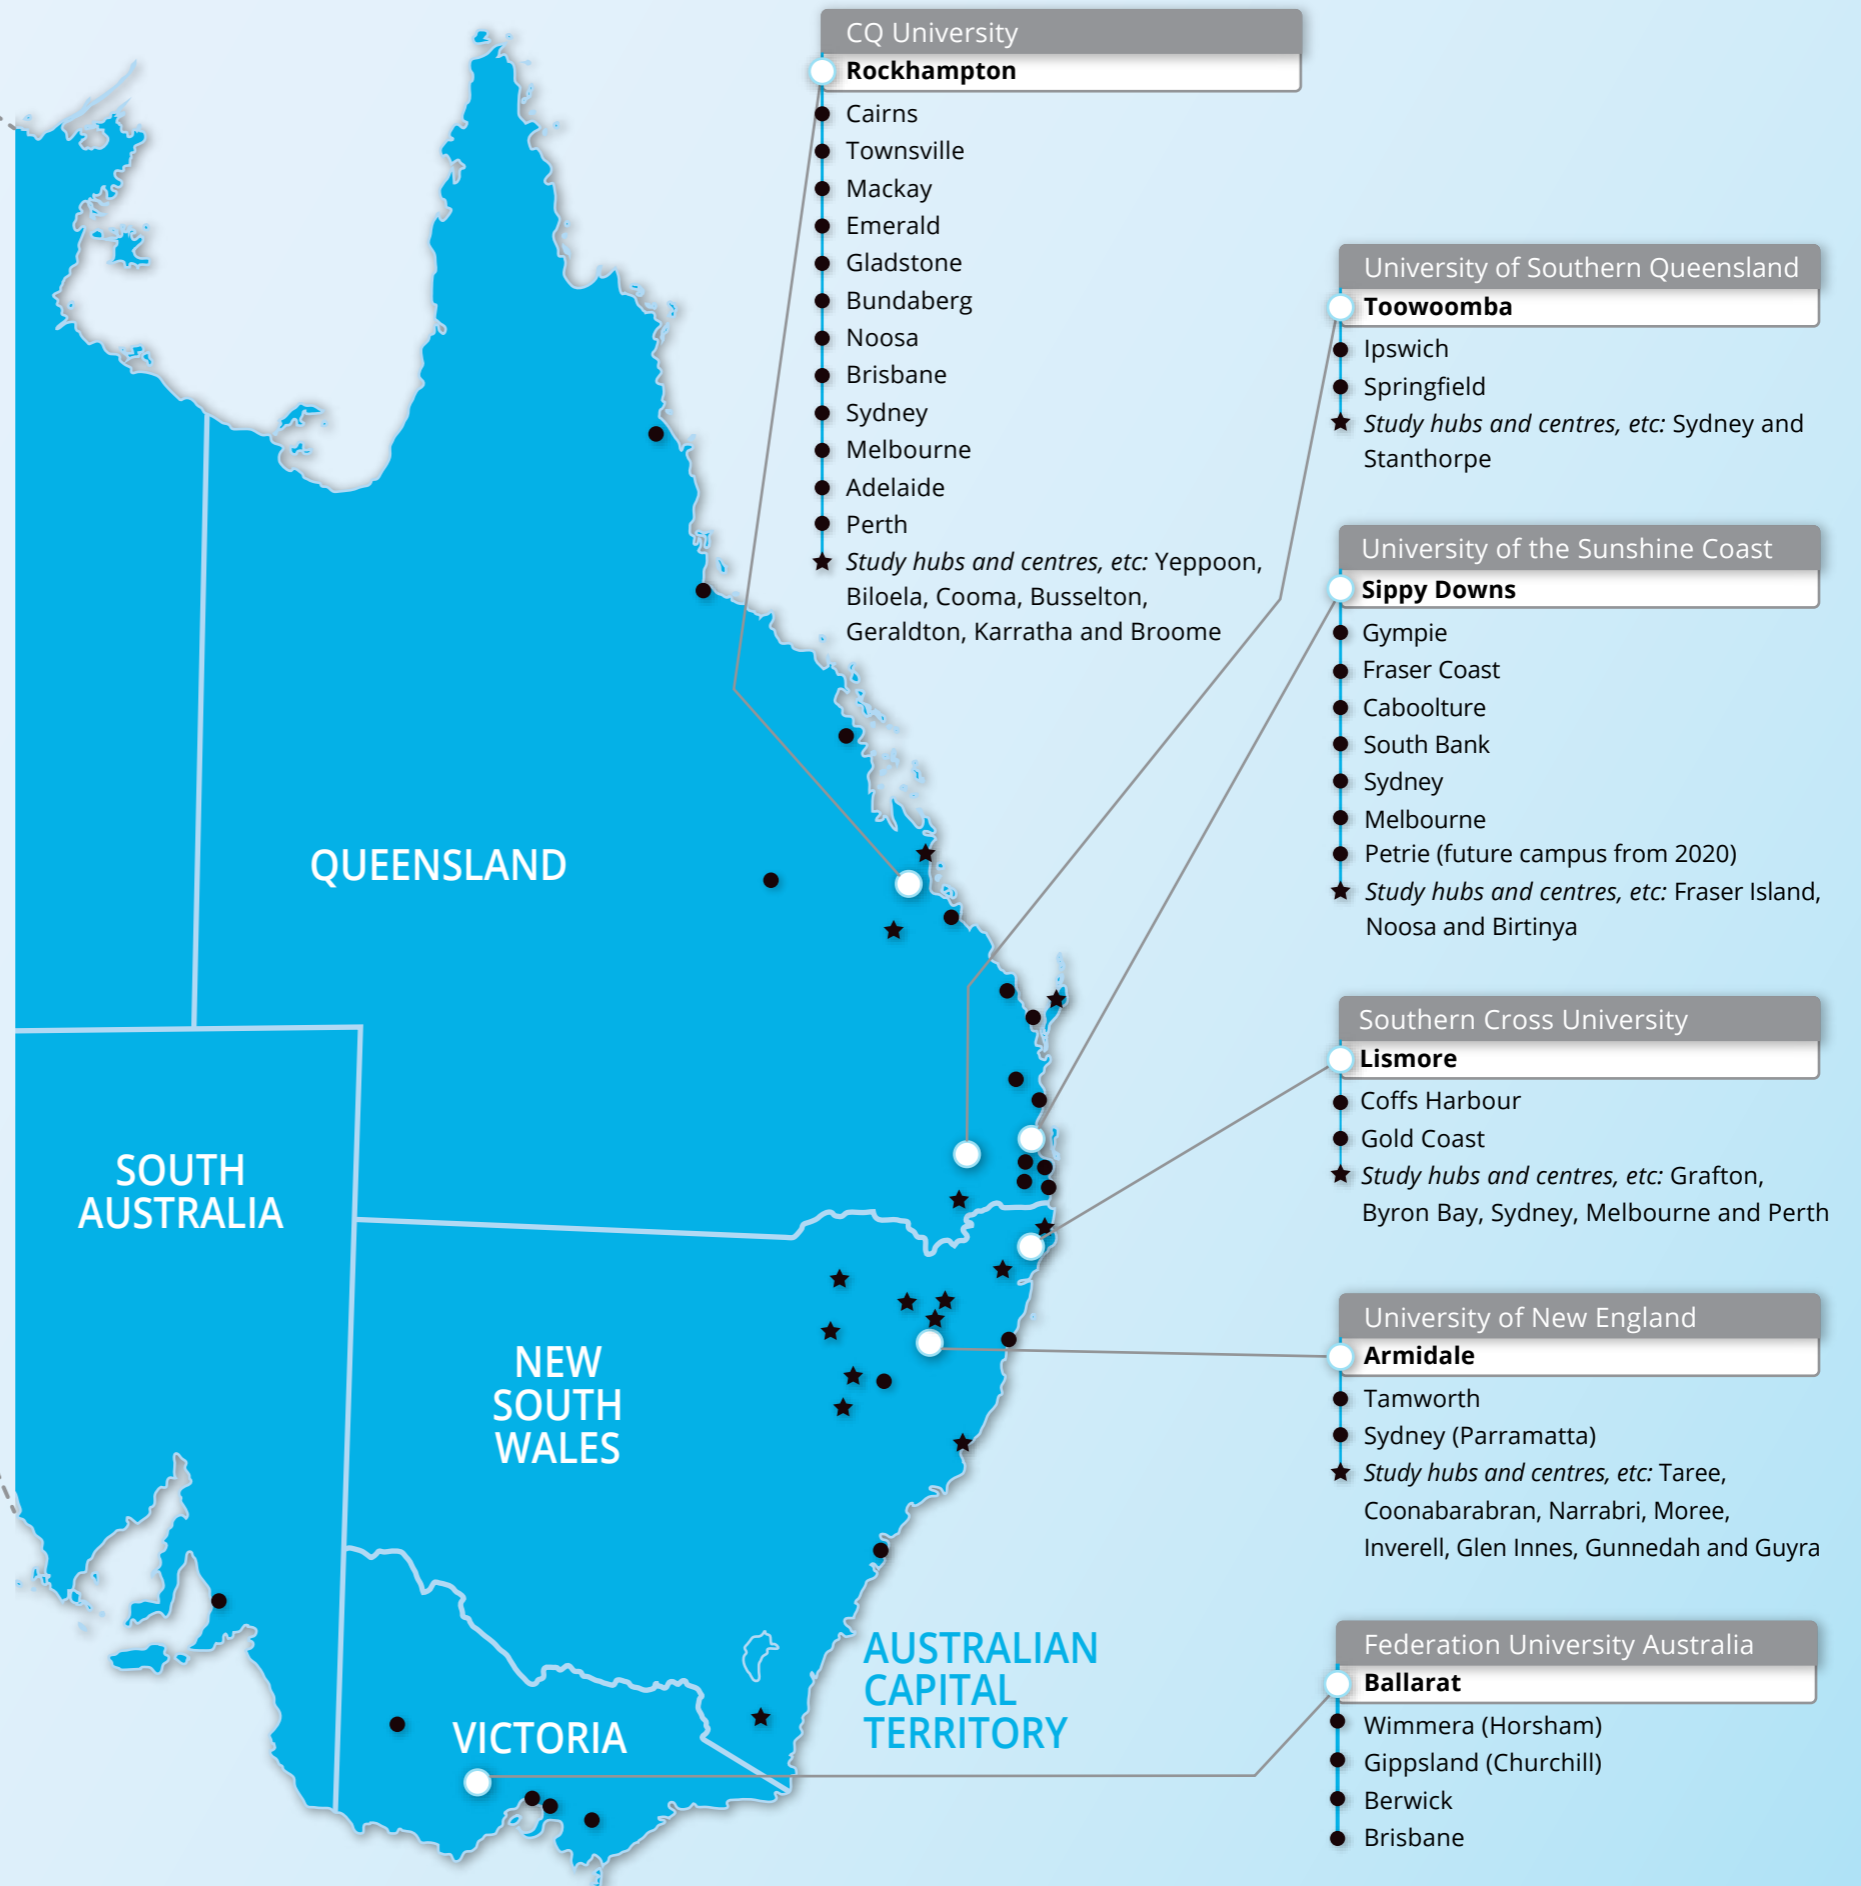 CQ University
Rockhampton
Cairns
Townsville
Mackay
Emerald
Gladstone
Bundaberg
Noosa
Brisbane
Sydney
Melbourne
Adelaide
Perth
Study hubs and centres, etc: Yeppoon,
Biloela, Cooma, Busselton,
Geraldton, Karratha and Broome
University of Southern Queensland
Toowoomba
Ipswich
Springfield
Study hubs and centres, etc: Sydney and
Stanthorpe
University of the Sunshine Coast
Sippy Downs
Gympie
Fraser Coast
Caboolture
South Bank
Sydney
Melbourne
Petrie (future campus from 2020)
Study hubs and centres, etc: Fraser Island,
Noosa and Birtinya
Southern Cross University
Lismore
Coffs Harbour
Gold Coast
Study hubs and centres, etc: Grafton,
Byron Bay, Sydney, Melbourne and Perth
University of New England
Armidale
Tamworth
Sydney (Parramatta)
Study hubs and centres, etc: Taree,
Coonabarabran, Narrabri, Moree,
Inverell, Glen Innes, Gunnedah and Guyra
Federation University Australia
Ballarat
Wimmera (Horsham)
Gippsland (Churchill)
Berwick
Brisbane
QUEENSLAND
SOUTH
AUSTRALIA
NEW
SOUTH
WALES
AUSTRALIAN
CAPITAL
TERRITORY
VICTORIA